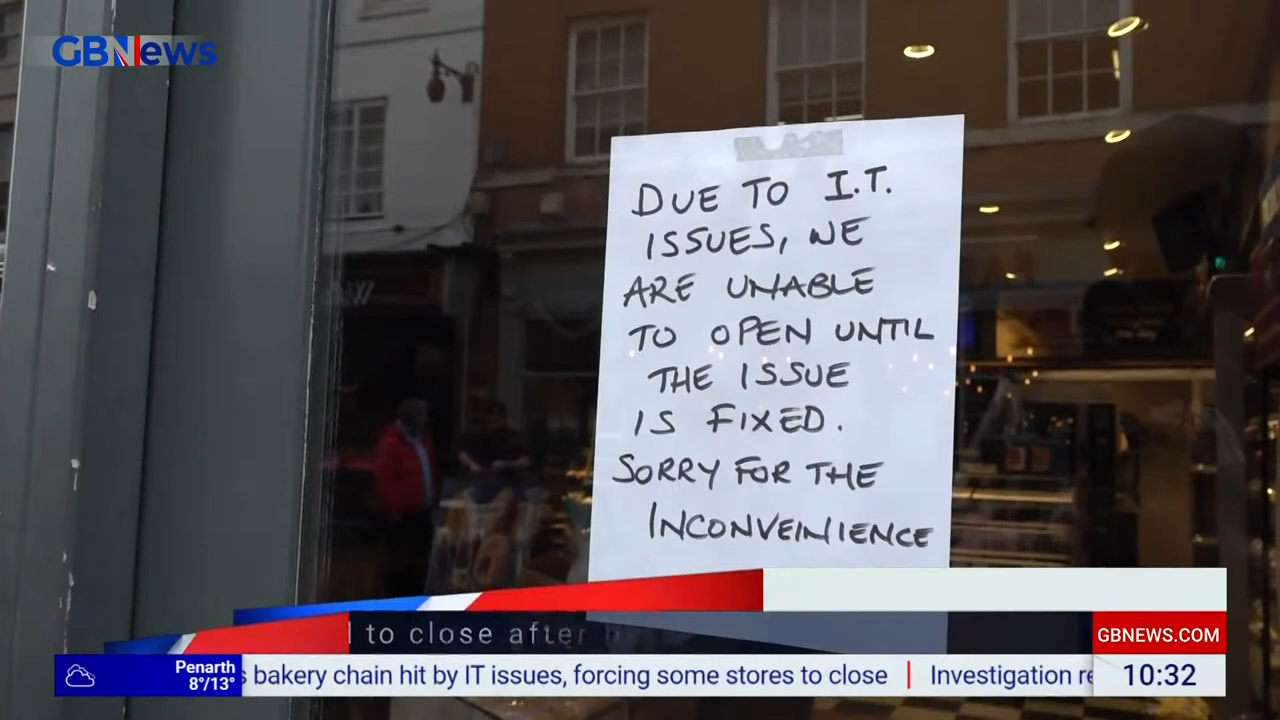 GBNews
DUE TO I.T.
ISSUES, WE
ARE UNABLE
TO OPEN UNTIL
THE ISSUE
IS FIXED.
SORRY FOR THE
INCONVEINIENCE
to close after
GBNEWS.COM
Penarth
8°/13°
s bakery chain hit by IT issues, forcing some stores to close | Investigation re
10:32